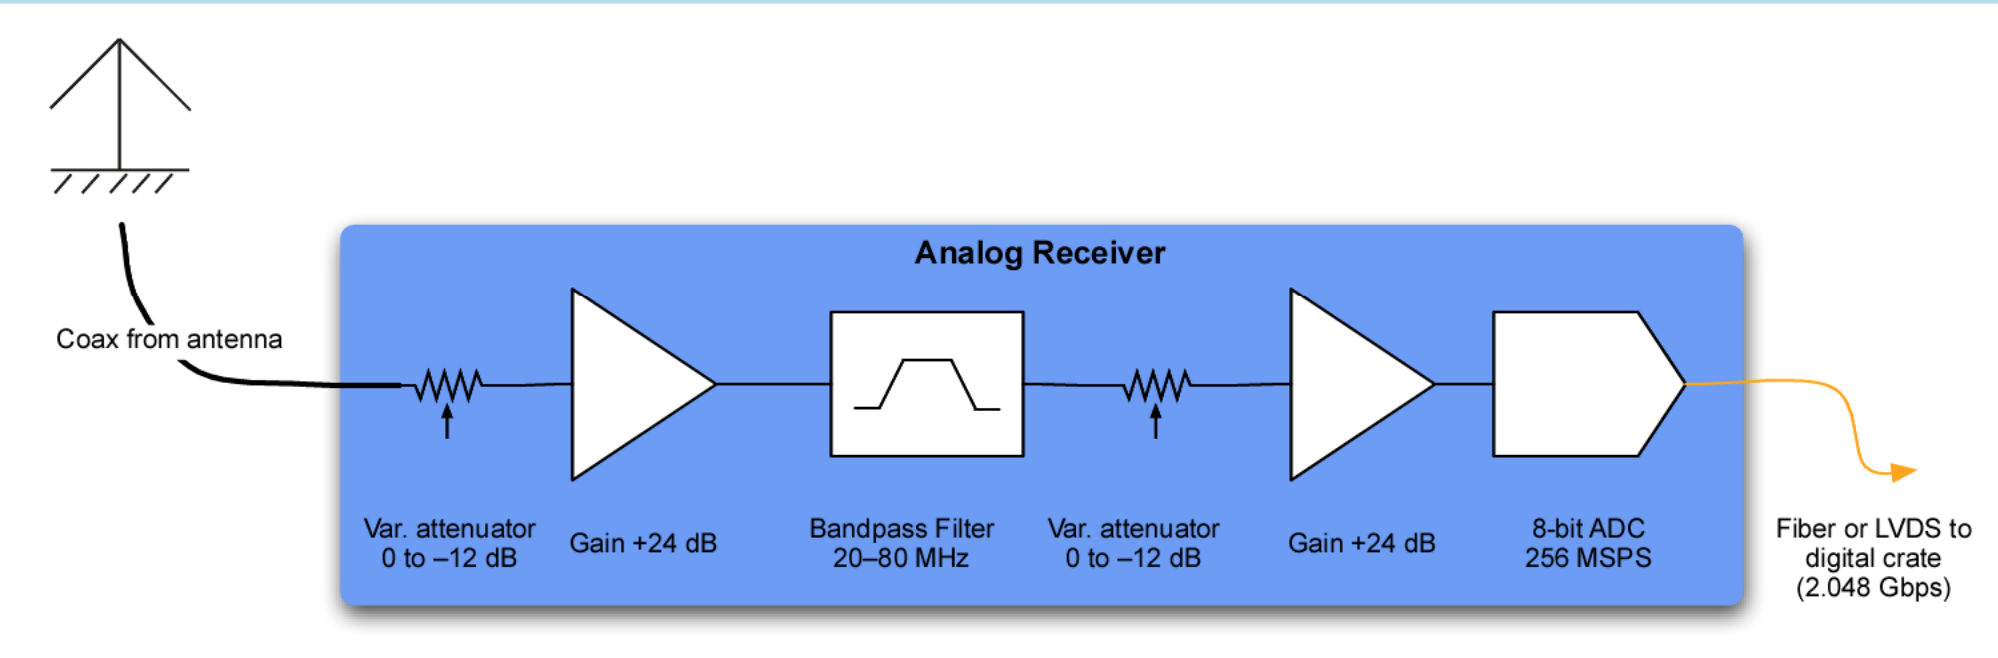 Analog Receiver
Coax from antenna
Var. attenuator
0 to –12 dB
Gain +24 dB
Bandpass Filter
20–80 MHz
Var. attenuator
0 to –12 dB
Gain +24 dB
8-bit ADC
256 MSPS
Fiber or LVDS to
digital crate
(2.048 Gbps)